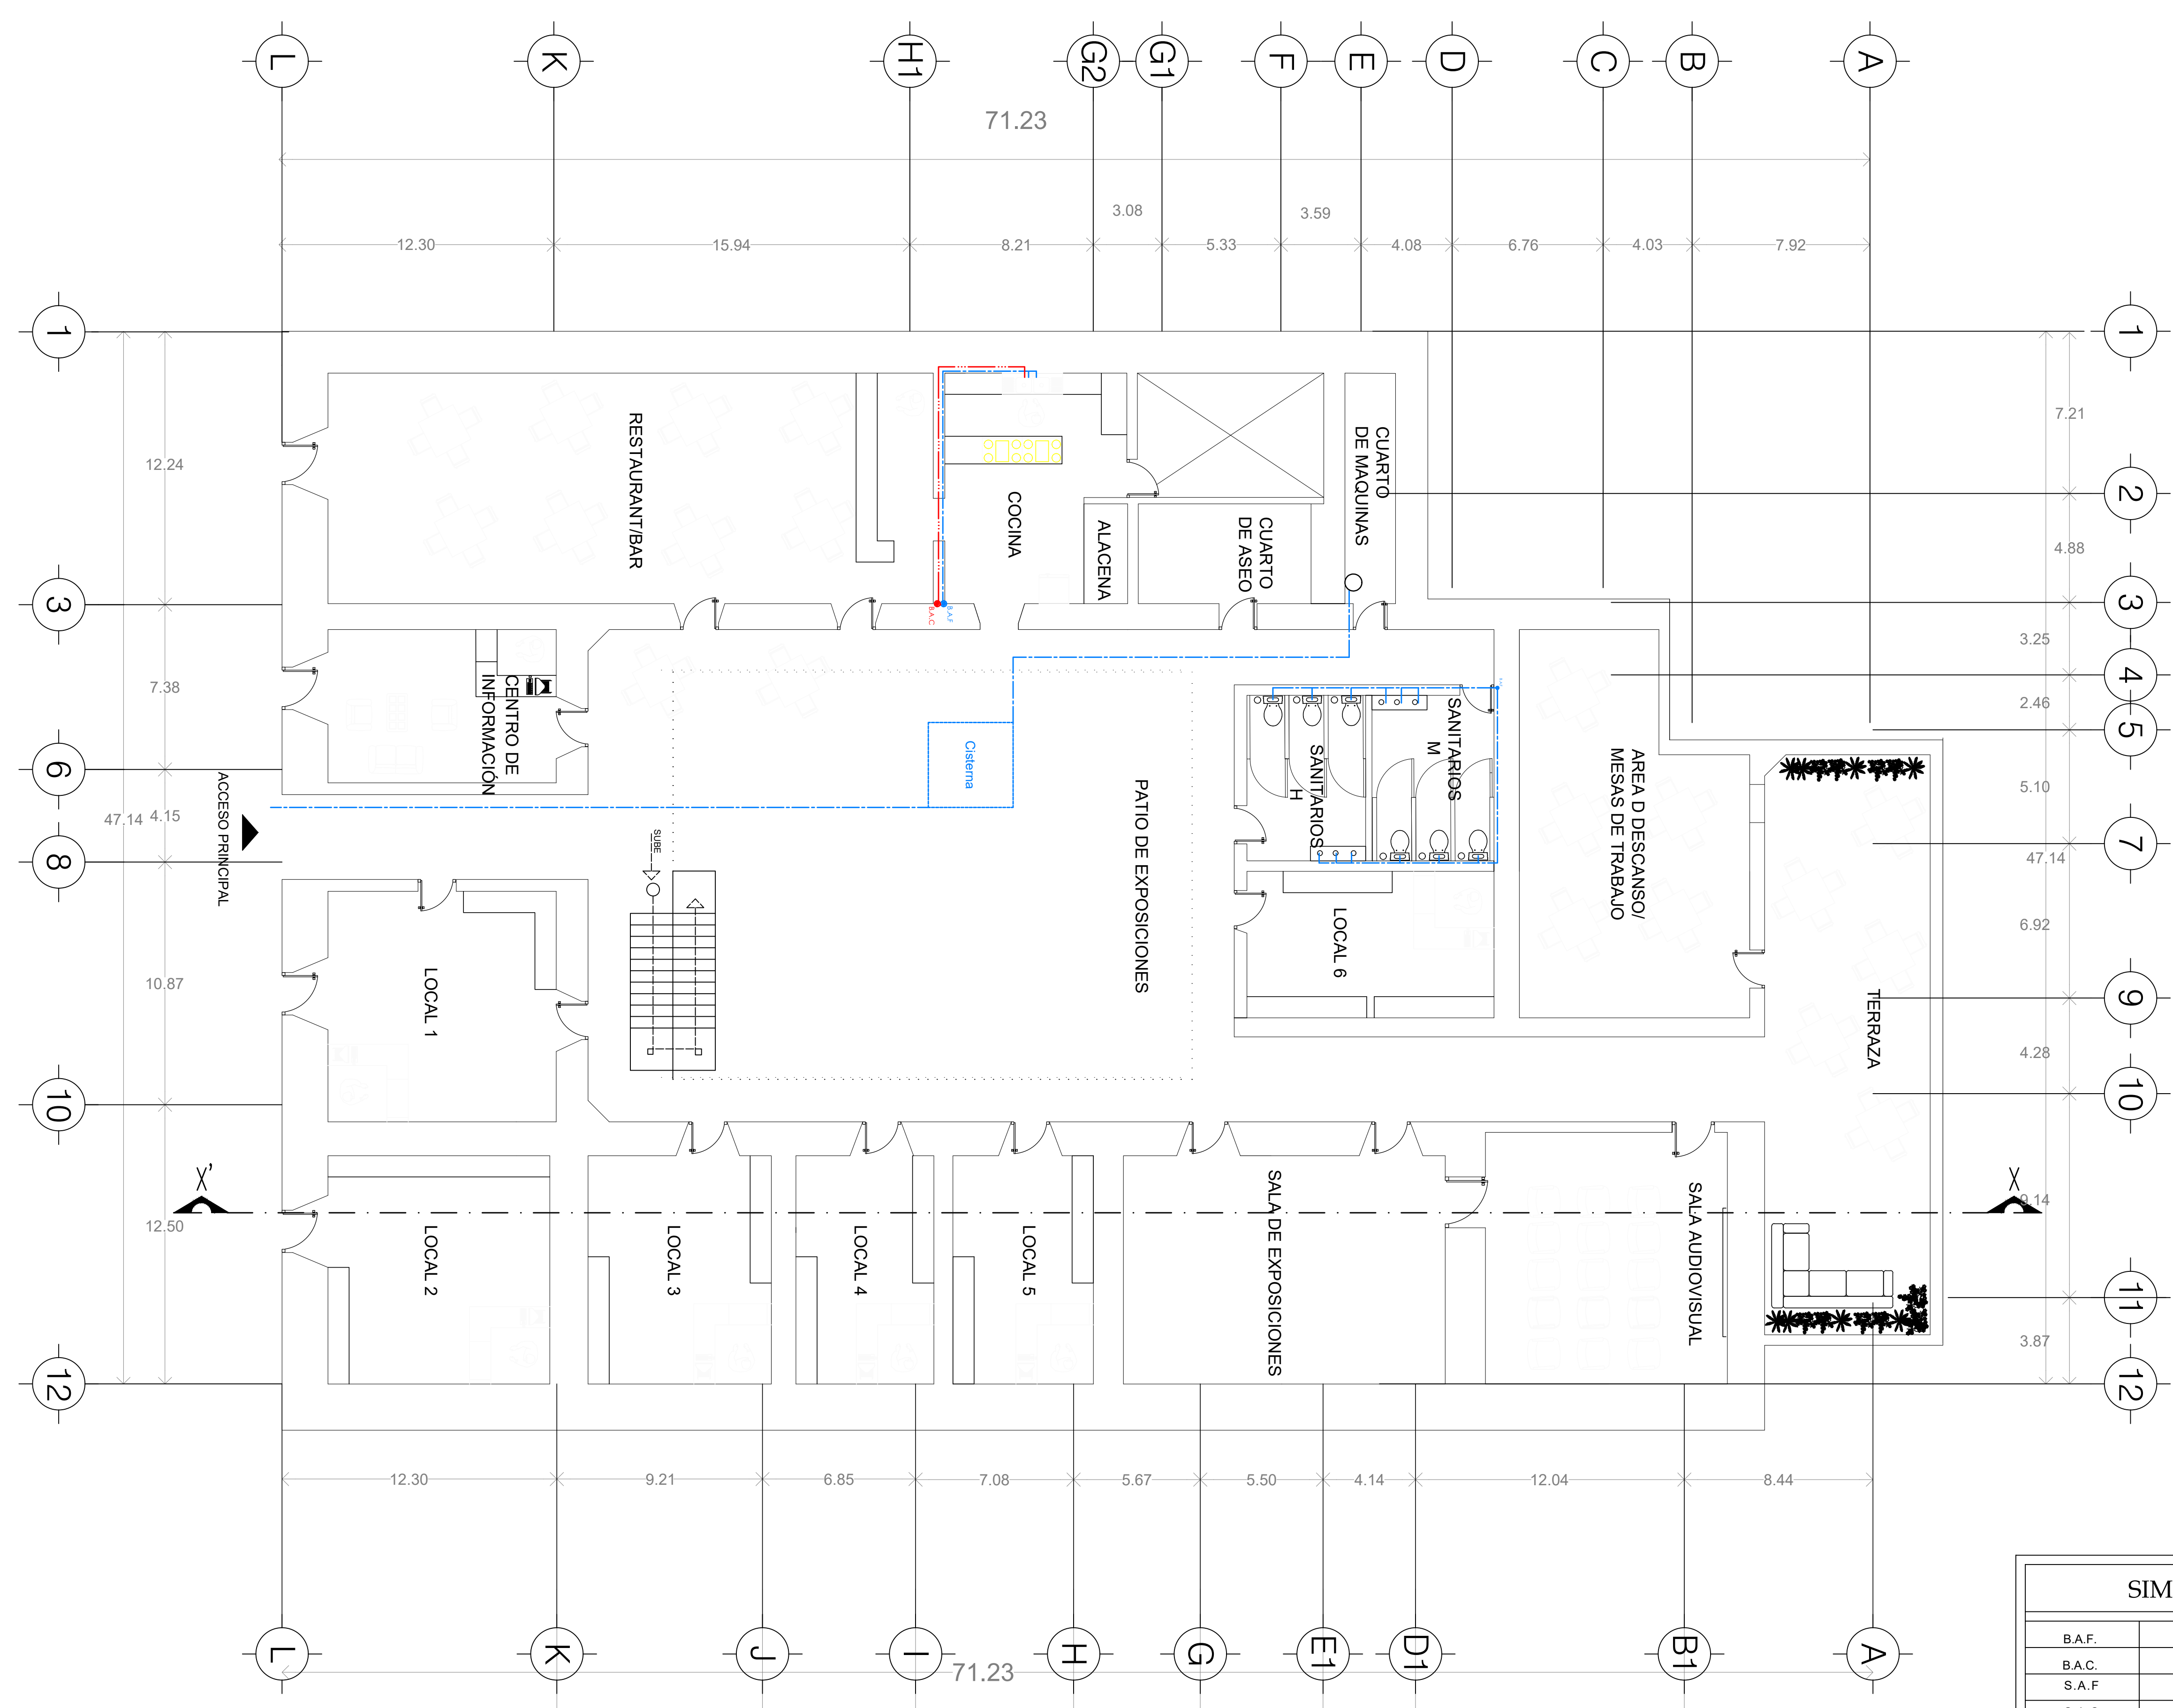 L
K
H1
G2
G1
F
E
D
C
B
A
71.23
3.08
3.59
12.30
15.94
8.21
5.33
4.08
6.76
4.03
7.92
1
3
6
8
10
12
12.24
7.38
4.15
10.87
12.50
47.14
1
2
3
4
5
7
9
10
11
12
7.21
4.88
3.25
2.46
5.10
47.14
6.92
4.28
9.14
3.87
RESTAURANT/BAR
COCINA
ALACENA
CUARTO
DE ASEO
CUARTO
DE MAQUINAS
B.A.C
B.A.F
CENTRO DE
INFORMACIÓN
Cisterna
ACCESO PRINCIPAL
SUBE
PATIO DE EXPOSICIONES
SANITARIOS
H
SANITARIOS
M
AREA D DESCANSO/
MESAS DE TRABAJO
TERRAZA
LOCAL 6
LOCAL 1
LOCAL 2
LOCAL 3
LOCAL 4
LOCAL 5
SALA DE EXPOSICIONES
SALA AUDIOVISUAL
X'
X
12.30
9.21
6.85
7.08
5.67
5.50
4.14
12.04
8.44
L
K
J
I
H
G
E1
D1
B1
A
71.23
SIM
B.A.F.
B.A.C.
S.A.F